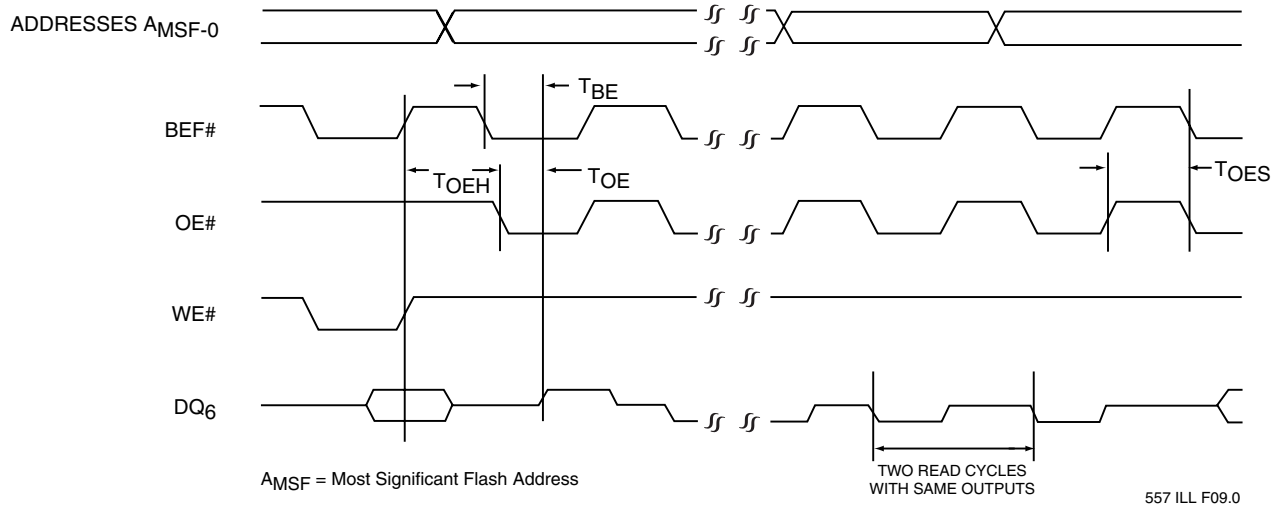 ADDRESSES AMSF-0
TBE
BEF#
TOEH
TOE
TOES
OE#
WE#
DQ6
AMSF = Most Significant Flash Address
TWO READ CYCLES
WITH SAME OUTPUTS
557 ILL F09.0